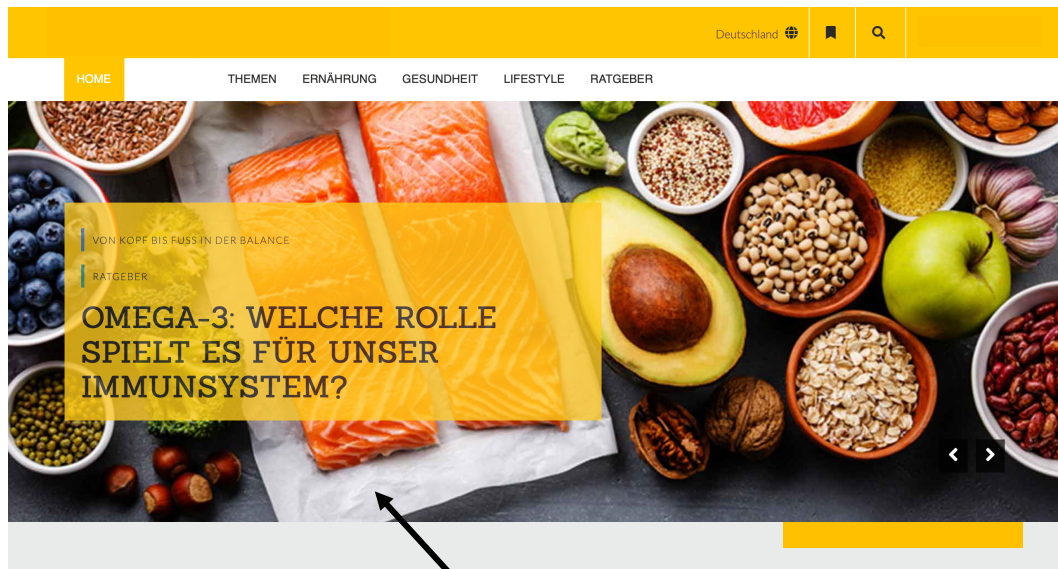 Deutschland
HOME THEMEN ERNÄHRUNG GESUNDHEIT LIFESTYLE RATGEBER
VON KOPF BIS FUSS IN DER BALANCE
RATGEBER
OMEGA-3: WELCHE ROLLE
SPIELT ES FÜR UNSER
IMMUNSYSTEM?